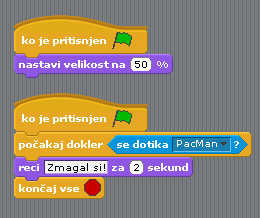 ko je pritisnjen
nastavi velikost na 50 %
ko je pritisnjen
počakaj dokler se dotika PacMan ?
reci Zmagal si! za 2 sekund
končaj vse